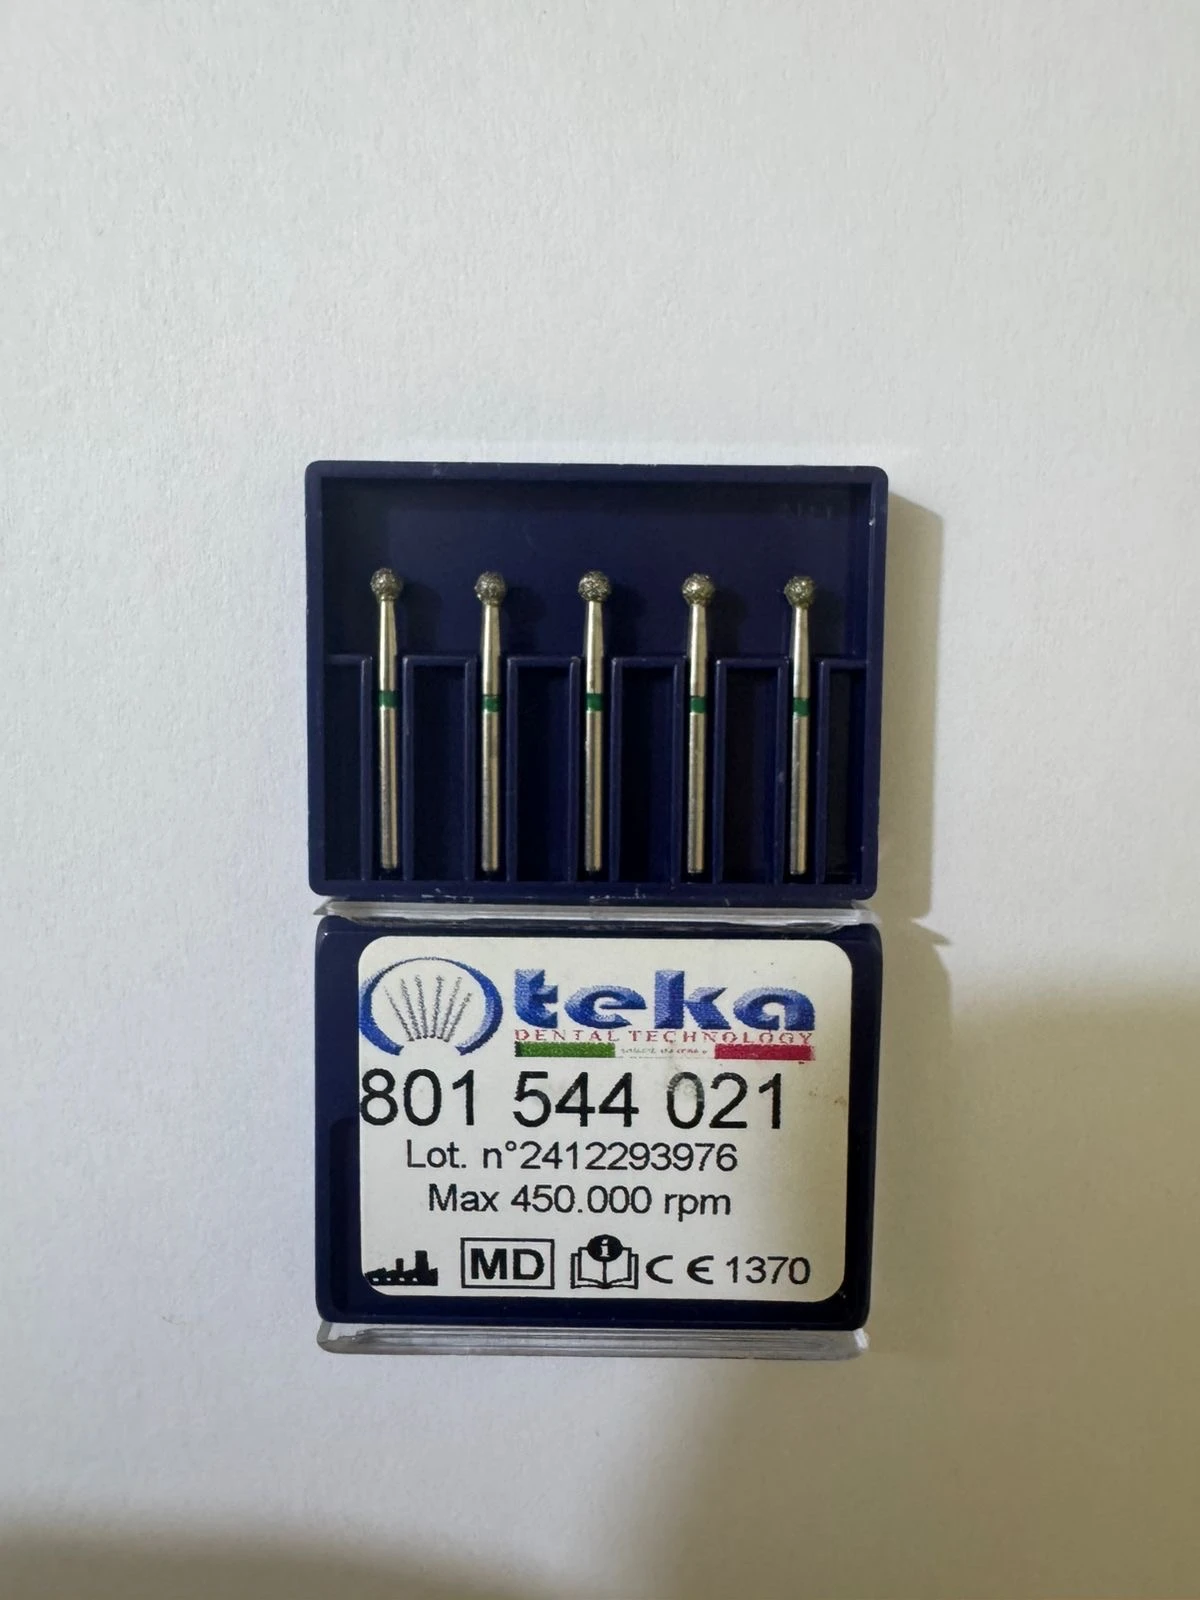 teka
DENTAL TECHNOLOGY
801 544 021
Lot. n°2412293976
Max 450.000 rpm
MD i CE 1370